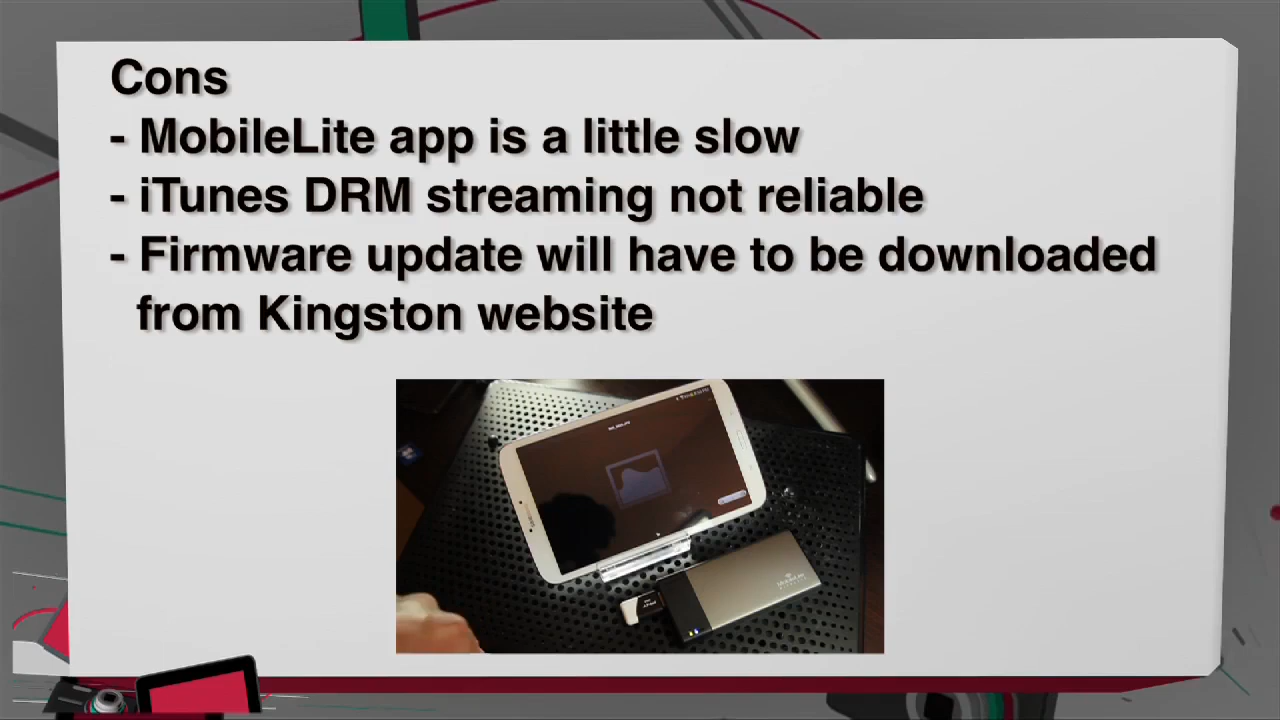 Cons
- MobileLite app is a little slow
- iTunes DRM streaming not reliable
- Firmware update will have to be downloaded
from Kingston website
MobileLite